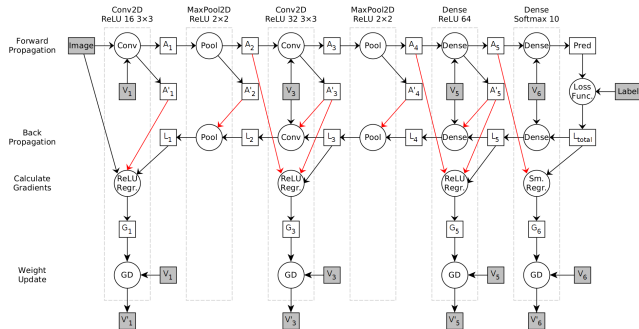 Conv2D MaxPool2D Conv2D MaxPool2D Dense Dense
ReLU 16 3×3 ReLU 2×2 ReLU 32 3×3 ReLU 2×2 ReLU 64 Softmax 10
Forward
Propagation
Image Conv A1 Pool A2 Conv A3 Pool A4 Dense A5 Dense Pred
V1 A'1 A'2 V3 A'3 A'4 V5 A'5 V6 Loss
Func. Label
Back
Propagation
L1 Pool L2 Conv L3 Pool L4 Dense L5 Dense Ltotal
Calculate
Gradients
ReLU
Regr.
ReLU
Regr.
ReLU
Regr.
Sm.
Regr.
G1 G3 G5 G6
Weight
Update
GD V1 GD V3 GD V5 GD V6
V'1 V'3 V'5 V'6